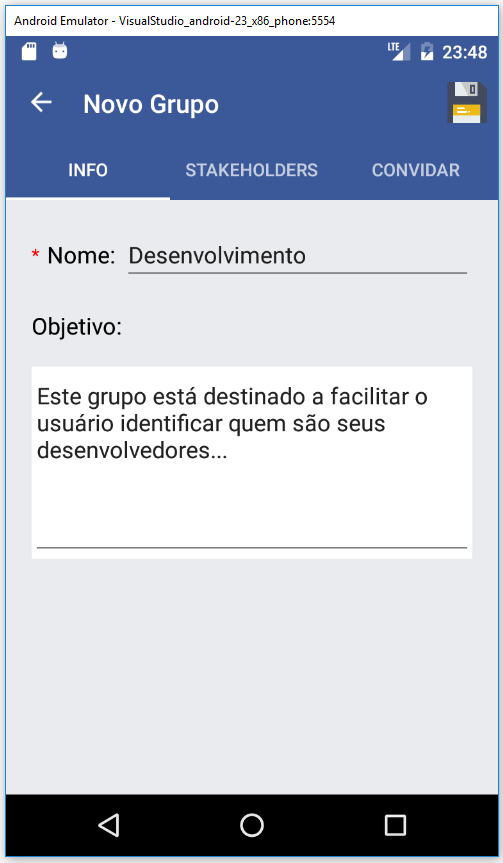 Android Emulator - VisualStudio_android-23_x86_phone:5554
LTE 23:48
Novo Grupo
INFO STAKEHOLDERS CONVIDAR
* Nome: Desenvolvimento
Objetivo:
Este grupo está destinado a facilitar o
usuário identificar quem são seus
desenvolvedores...